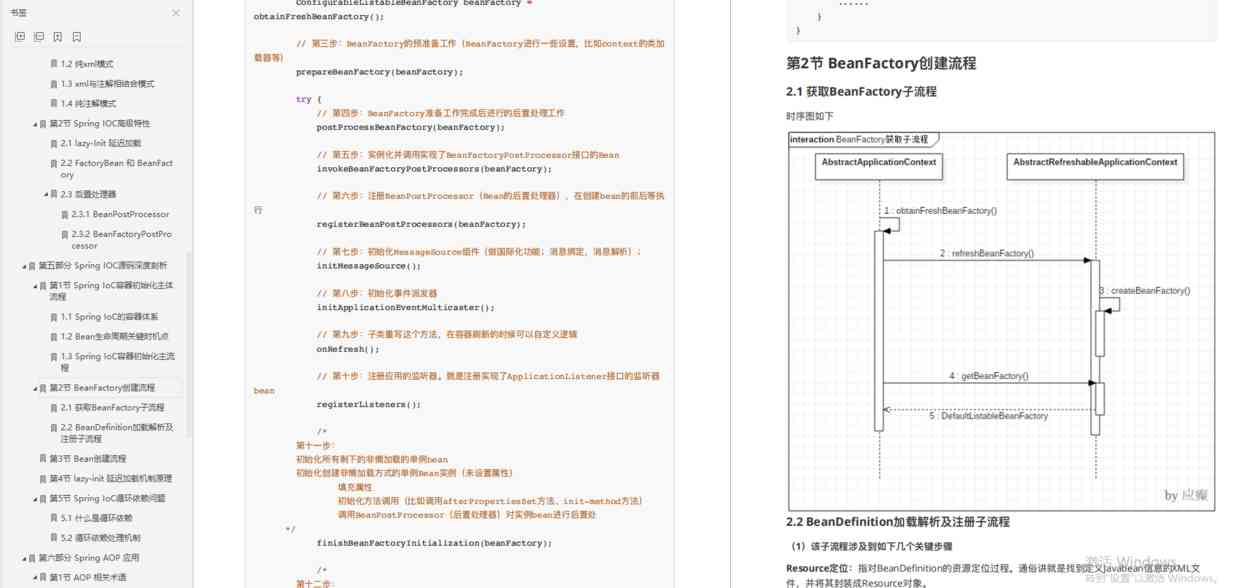 书签
1.2 纯xml模式
1.3 xml与注解相结合模式
1.4 纯注解模式
第2节 Spring IOC高级特性
2.1 lazy-Init 延迟加载
2.2 FactoryBean 和 BeanFact
ory
2.3 后置处理器
2.3.1 BeanPostProcessor
2.3.2 BeanFactoryPostPro
cessor
第五部分 Spring IOC源码深度剖析
第1节 Spring IoC容器初始化主体
流程
1.1 Spring IoC的容器体系
1.2 Bean生命周期关键时机点
1.3 Spring IoC容器初始化主流
程
第2节 BeanFactory创建流程
2.1 获取BeanFactory子流程
2.2 BeanDefinition加载解析及
注册子流程
第3节 Bean创建流程
第4节 lazy-init 延迟加载机制原理
第5节 Spring IoC循环依赖问题
5.1 什么是循环依赖
5.2 循环依赖处理机制
第六部分 Spring AOP 应用
第1节 AOP 相关术语
ConfigurableListableBeanFactory beanFactory =
obtainFreshBeanFactory();
// 第三步：BeanFactory的预准备工作（BeanFactory进行一些设置，比如context的类加
载器等）
prepareBeanFactory(beanFactory);
try {
// 第四步：BeanFactory准备工作完成后进行的后置处理工作
postProcessBeanFactory(beanFactory);
// 第五步：实例化并调用实现了BeanFactoryPostProcessor接口的Bean
invokeBeanFactoryPostProcessors(beanFactory);
// 第六步：注册BeanPostProcessor（Bean的后置处理器），在创建bean的前后等执
行
registerBeanPostProcessors(beanFactory);
// 第七步：初始化MessageSource组件（做国际化功能；消息绑定，消息解析）；
initMessageSource();
// 第八步：初始化事件派发器
initApplicationEventMulticaster();
// 第九步：子类重写这个方法，在容器刷新的时候可以自定义逻辑
onRefresh();
// 第十步：注册应用的监听器。就是注册实现了ApplicationListener接口的监听器
bean
registerListeners();
/*
第十一步：
初始化所有剩下的非懒加载的单例bean
初始化创建非懒加载方式的单例Bean实例（未设置属性）
填充属性
初始化方法调用（比如调用afterPropertiesSet方法、init-method方法）
调用BeanPostProcessor（后置处理器）对实例bean进行后置处
*/
finishBeanFactoryInitialization(beanFactory);
/*
第十二步：
......
}
}
第2节 BeanFactory创建流程
2.1 获取BeanFactory子流程
时序图如下
interaction BeanFactory获取子流程
AbstractApplicationContext
AbstractRefreshableApplicationContext
1 : obtainFreshBeanFactory()
2 : refreshBeanFactory()
3 : createBeanFactory()
4 : getBeanFactory()
5 : DefaultListableBeanFactory
by 应癫
2.2 BeanDefinition加载解析及注册子流程
（1）该子流程涉及到如下几个关键步骤
Resource定位：指对BeanDefinition的资源定位过程。通俗讲就是找到定义Javabean信息的XML文
件，并将其封装成Resource对象。
激活 Windows
转到"设置"以激活 Windows。